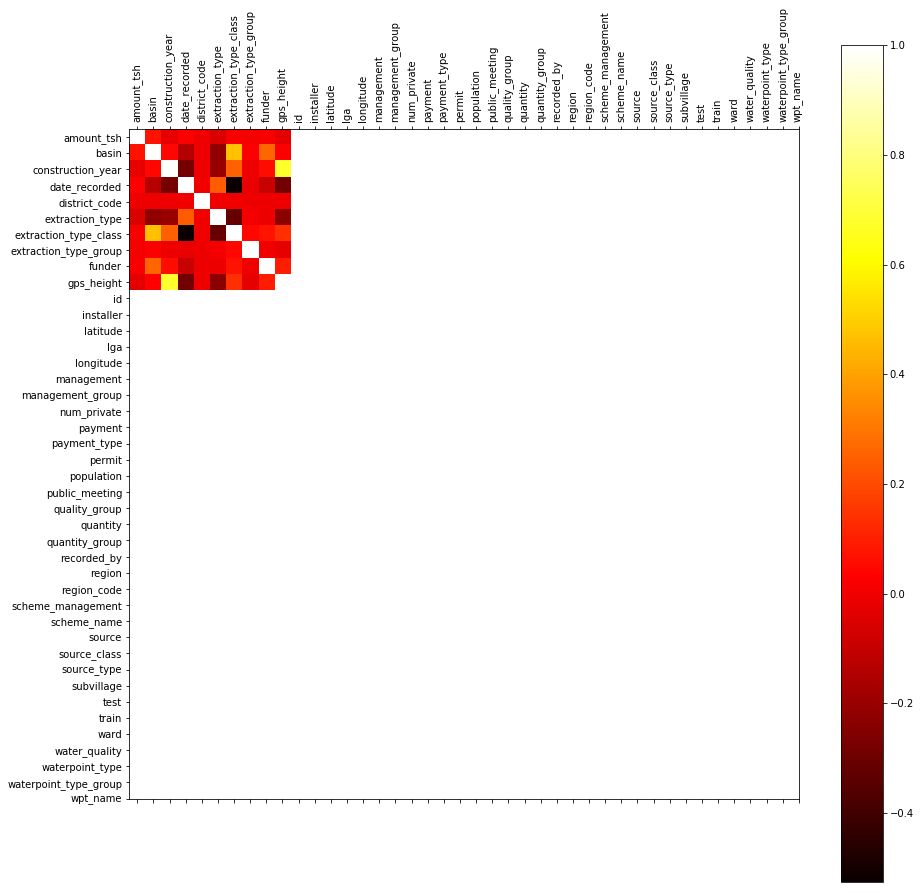 amount_tsh
basin
construction_year
date_recorded
district_code
extraction_type
extraction_type_class
extraction_type_group
funder
gps_height
id
installer
latitude
lga
longitude
management
management_group
num_private
payment
payment_type
permit
population
public_meeting
quality_group
quantity
quantity_group
recorded_by
region
region_code
scheme_management
scheme_name
source
source_class
source_type
subvillage
test
train
ward
water_quality
waterpoint_type
waterpoint_type_group
wpt_name
amount_tsh
basin
construction_year
date_recorded
district_code
extraction_type
extraction_type_class
extraction_type_group
funder
gps_height
id
installer
latitude
lga
longitude
management
management_group
num_private
payment
payment_type
permit
population
public_meeting
quality_group
quantity
quantity_group
recorded_by
region
region_code
scheme_management
scheme_name
source
source_class
source_type
subvillage
test
train
ward
water_quality
waterpoint_type
waterpoint_type_group
wpt_name
1.0
0.8
0.6
0.4
0.2
0.0
−0.2
−0.4